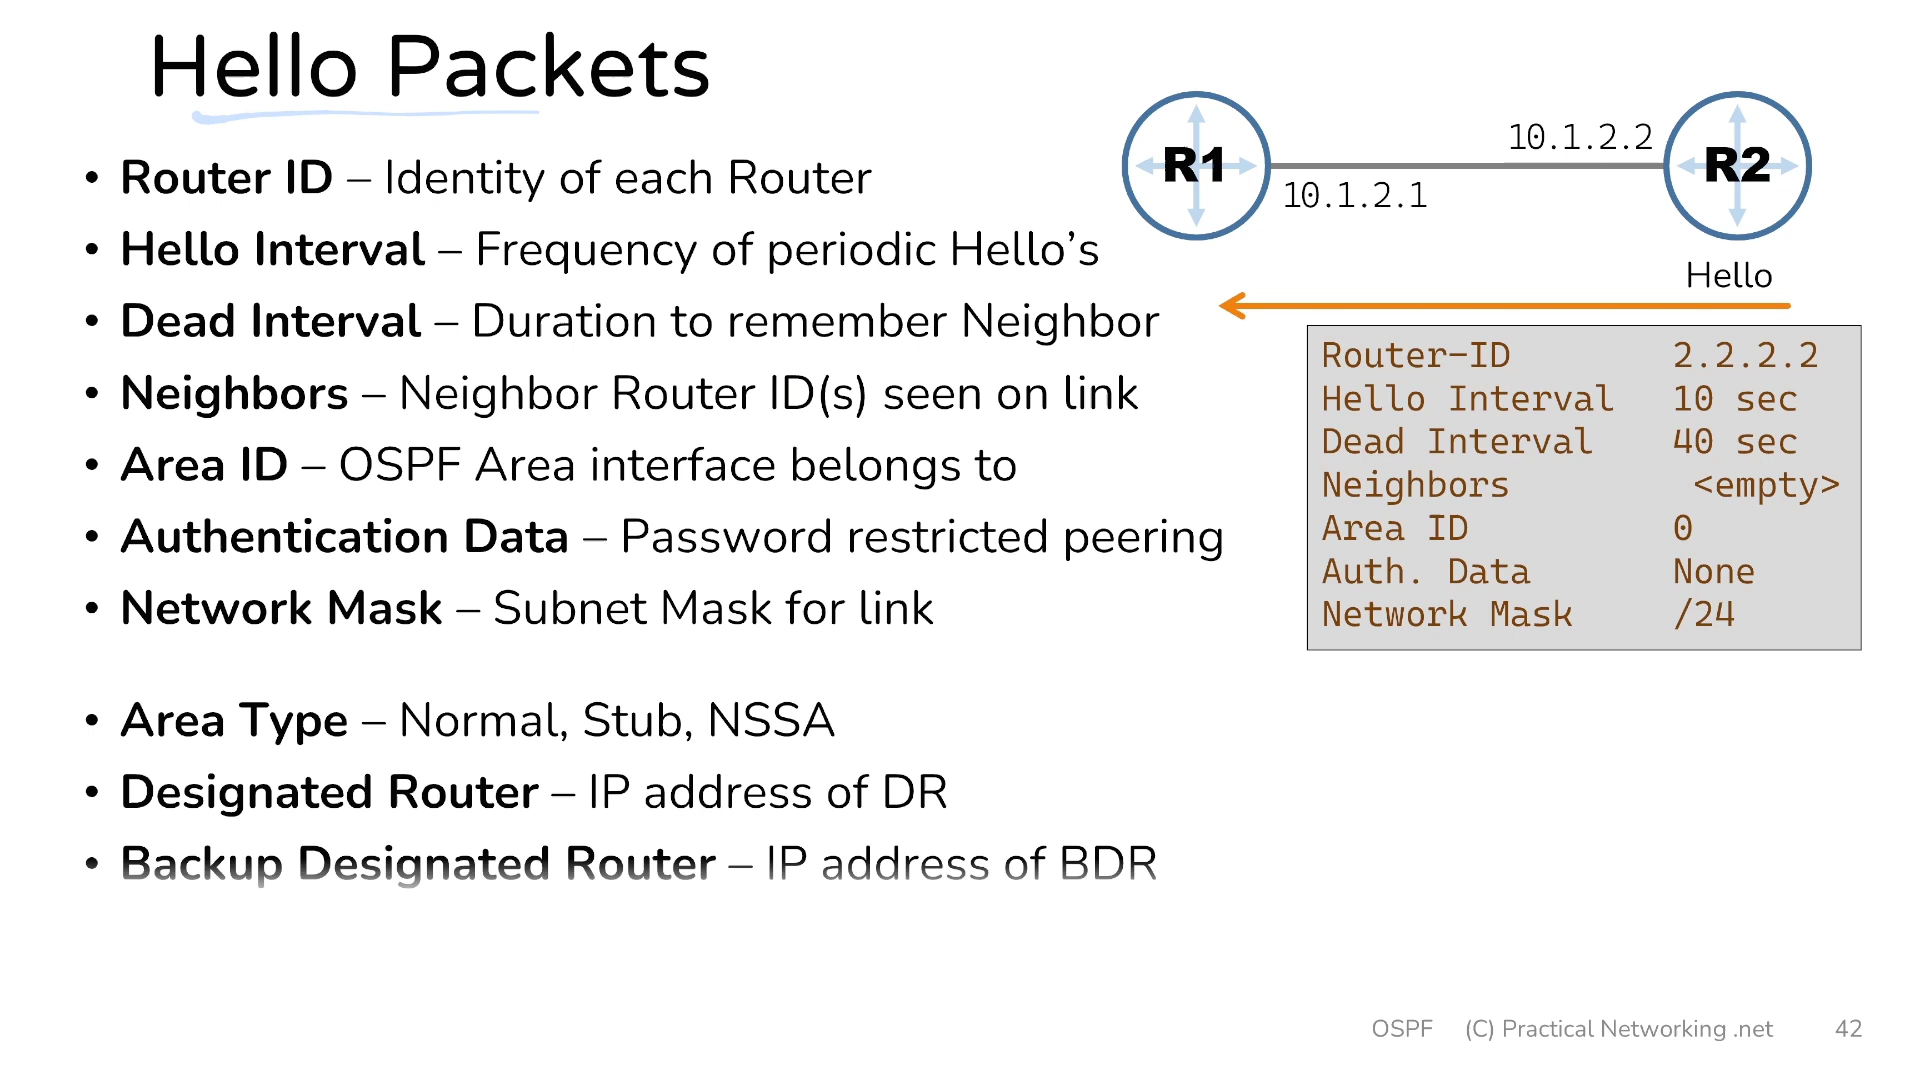 Hello Packets
• Router ID – Identity of each Router
• Hello Interval – Frequency of periodic Hello’s
• Dead Interval – Duration to remember Neighbor
• Neighbors – Neighbor Router ID(s) seen on link
• Area ID – OSPF Area interface belongs to
• Authentication Data – Password restricted peering
• Network Mask – Subnet Mask for link
• Area Type – Normal, Stub, NSSA
• Designated Router – IP address of DR
• Backup Designated Router – IP address of BDR
R1
10.1.2.2
R2
10.1.2.1
Hello
Router-ID 2.2.2.2
Hello Interval 10 sec
Dead Interval 40 sec
Neighbors <empty>
Area ID 0
Auth. Data None
Network Mask /24
OSPF (C) Practical Networking .net 42